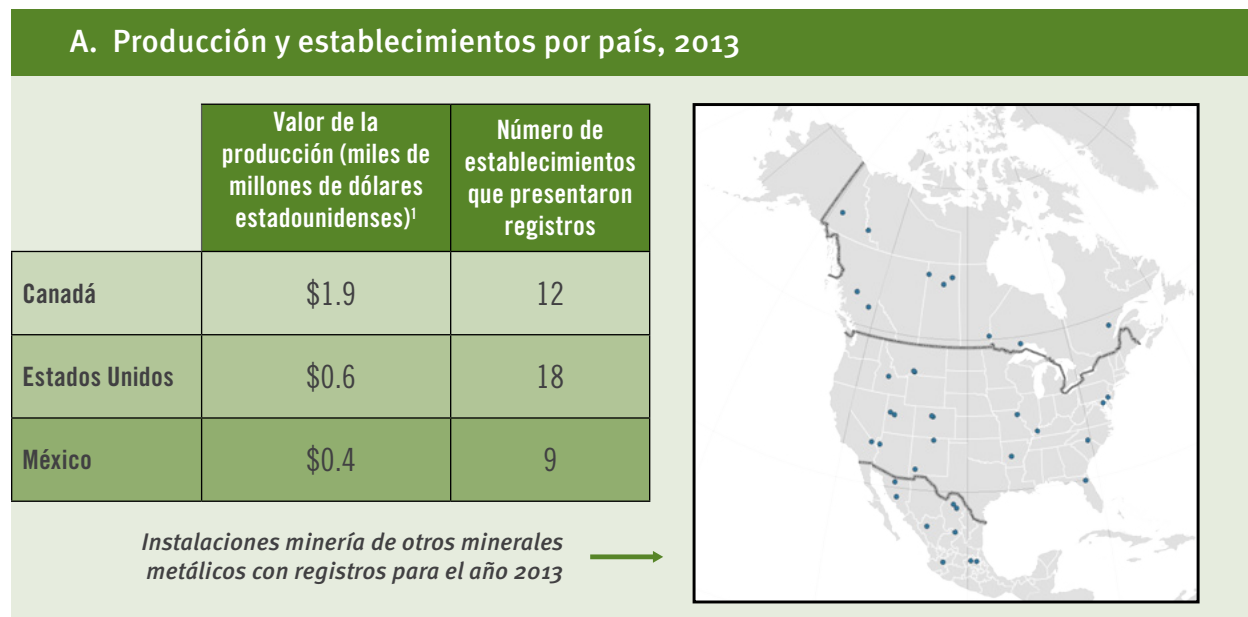 A. Producción y establecimientos por país, 2013
Valor de la
producción (miles de
millones de dólares
estadounidenses)¹
Número de
establecimientos
que presentaron
registros
Canadá
$1.9
12
Estados Unidos
$0.6
18
México
$0.4
9
Instalaciones minería de otros minerales
metálicos con registros para el año 2013